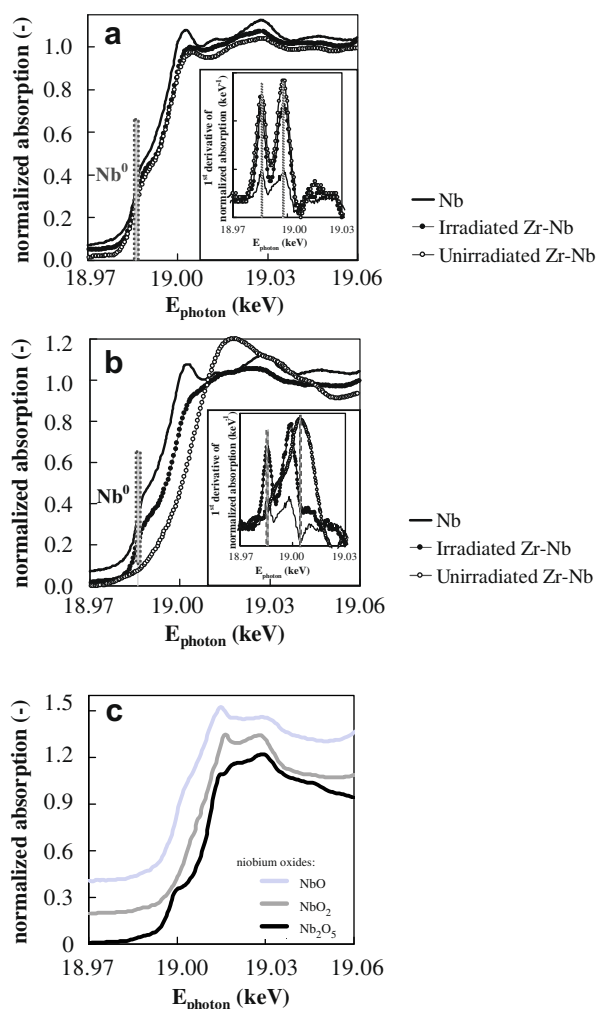 a
normalized absorption (-)
1.0
0.8
0.6
0.4
0.2
0.0
18.97 19.00 19.03 19.06
E_photon (keV)
Nb⁰
1st derivative of
normalized absorption (keV⁻¹)
18.97 19.00 19.03
E_photon (keV)
Nb
Irradiated Zr-Nb
Unirradiated Zr-Nb
b
normalized absorption (-)
1.2
1.0
0.8
0.6
0.4
0.2
0.0
18.97 19.00 19.03 19.06
E_photon (keV)
Nb⁰
1st derivative of
normalized absorption (keV⁻¹)
18.97 19.00 19.03
E_photon (keV)
Nb
Irradiated Zr-Nb
Unirradiated Zr-Nb
c
normalized absorption (-)
1.5
1.2
0.9
0.6
0.3
0
18.97 19.00 19.03 19.06
E_photon (keV)
niobium oxides:
NbO
NbO₂
Nb₂O₅